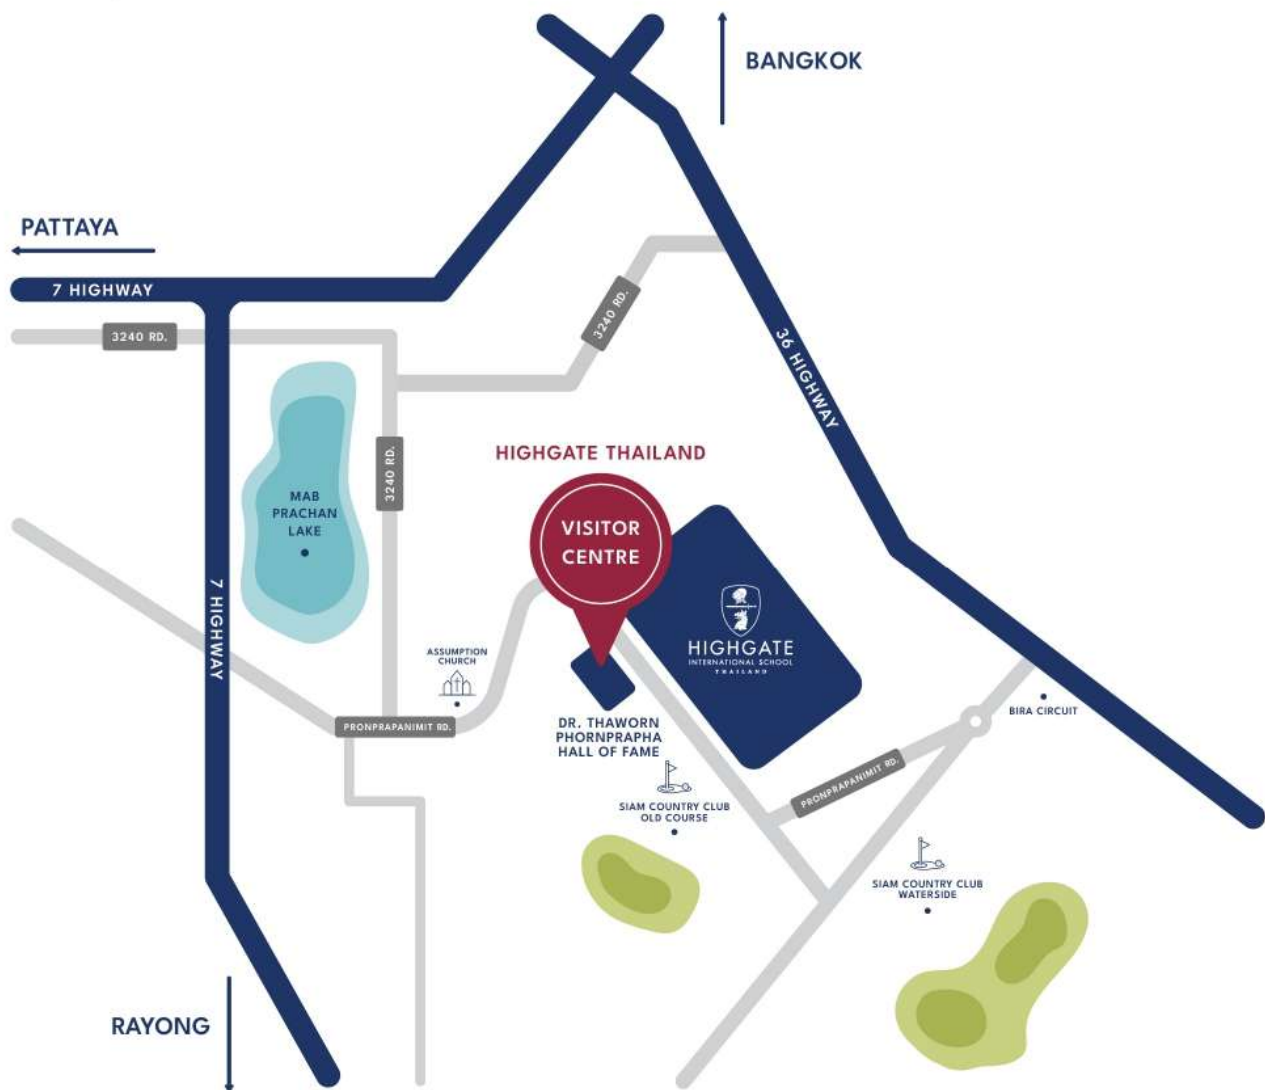 BANGKOK
PATTAYA
7 HIGHWAY
3240 RD.
3240 RD.
36 HIGHWAY
3240 RD.
HIGHGATE THAILAND
VISITOR
CENTRE
MAB
PRACHAN
LAKE
7 HIGHWAY
HIGHGATE
INTERNATIONAL SCHOOL
THAILAND
ASSUMPTION
CHURCH
PRONPRAPANIMIT RD.
DR. THAWORN
PHORNPRAPHA
HALL OF FAME
BIRA CIRCUIT
PRONPRAPANIMIT RD.
SIAM COUNTRY CLUB
OLD COURSE
SIAM COUNTRY CLUB
WATERSIDE
RAYONG